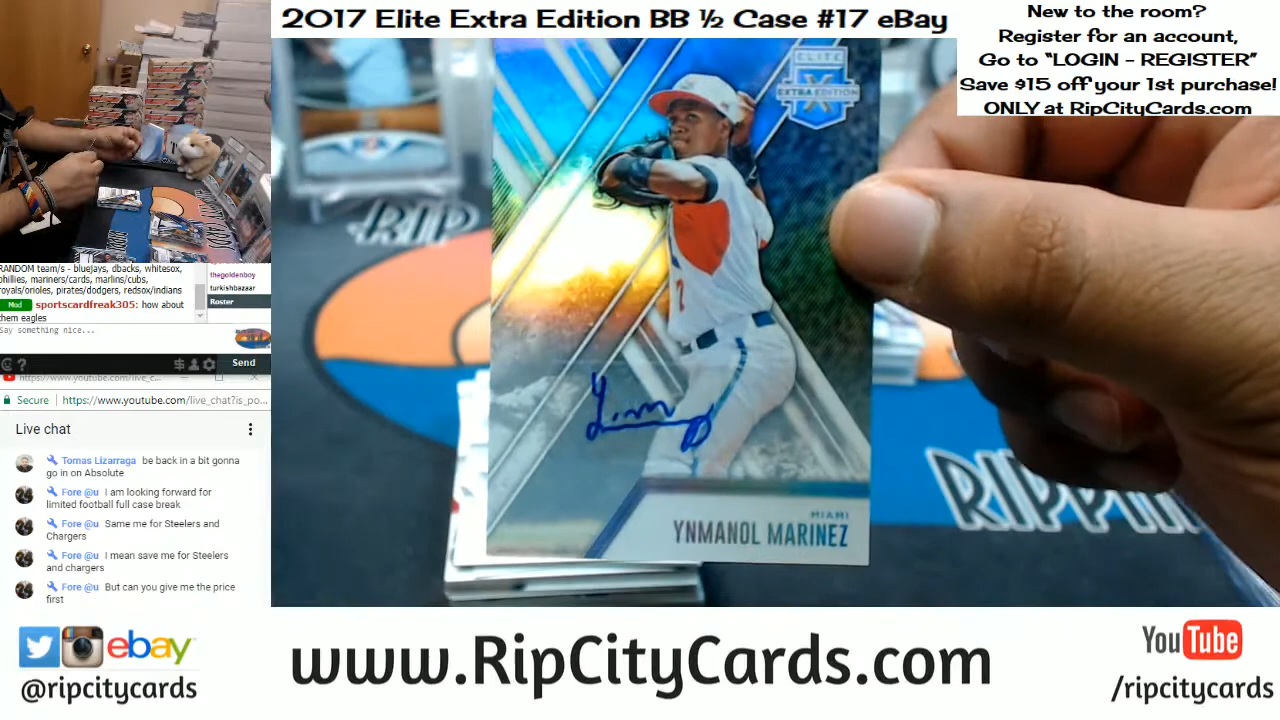 2017 Elite Extra Edition BB ½ Case #17 eBay
New to the room?
Register for an account,
Go to "LOGIN - REGISTER"
Save $15 off your 1st purchase!
ONLY at RipCityCards.com
ELITE
X
EXTRA EDITION
RIP
MIAMI
YNMANOL MARINEZ
RANDOM team/s - bluejays, dbacks, whitesox,
phillies, mariners/cards, marlins/cubs,
royals/orioles, pirates/dodgers, redsox/indians
Mod sportscardfreak305: how about
them eagles
thegoldenboy
turkishbazaar
Roster
Say something nice...
Send
https://www.youtube.com/live_c...
Secure https://www.youtube.com/live_chat?is_po...
Live chat
Tomas Lizarraga be back in a bit gonna
go in on Absolute
Fore @u I am looking forward for
limited football full case break
Fore @u Same me for Steelers and
Chargers
Fore @u I mean save me for Steelers
and chargers
Fore @u But can you give me the price
first
ebay
@ripcitycards
www.RipCityCards.com
YouTube
/ripcitycards